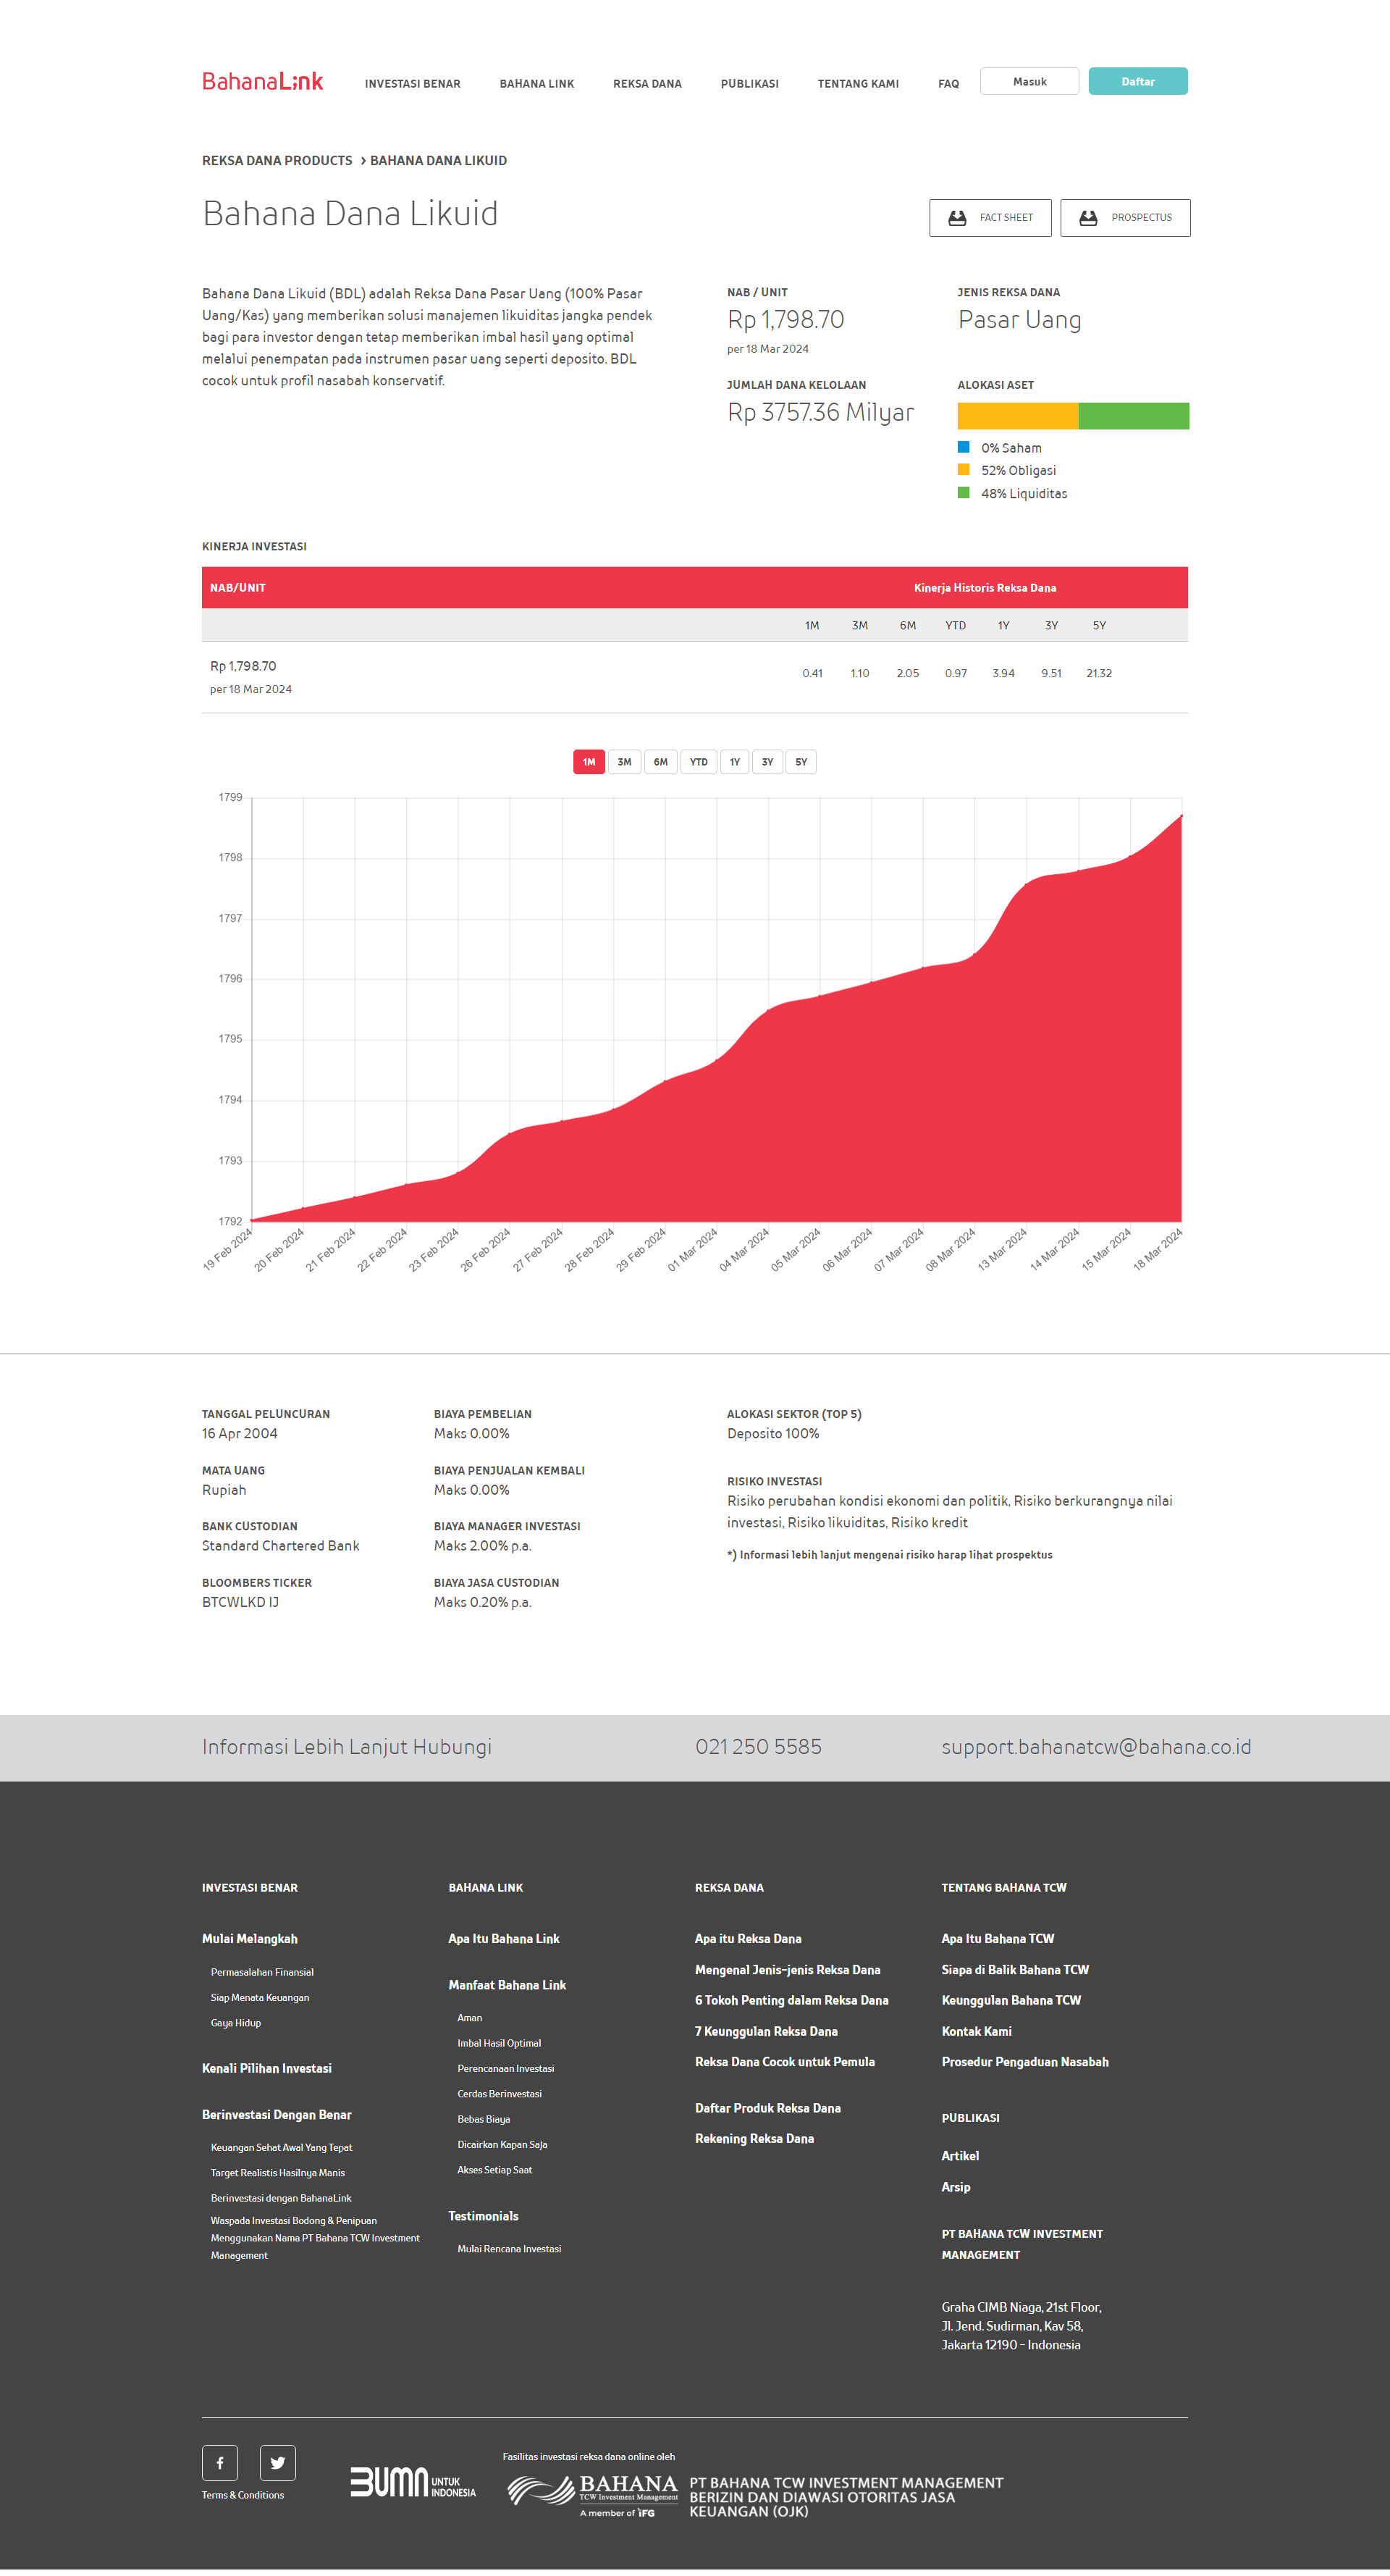 BahanaLink
INVESTASI BENAR
BAHANA LINK
REKSA DANA
PUBLIKASI
TENTANG KAMI
FAQ
Masuk
Daftar
REKSA DANA PRODUCTS › BAHANA DANA LIKUID
Bahana Dana Likuid
FACT SHEET
PROSPECTUS
Bahana Dana Likuid (BDL) adalah Reksa Dana Pasar Uang (100% Pasar
Uang/Kas) yang memberikan solusi manajemen likuiditas jangka pendek
bagi para investor dengan tetap memberikan imbal hasil yang optimal
melalui penempatan pada instrumen pasar uang seperti deposito. BDL
cocok untuk profil nasabah konservatif.
NAB / UNIT
Rp 1,798.70
per 18 Mar 2024
JENIS REKSA DANA
Pasar Uang
JUMLAH DANA KELOLAAN
Rp 3757.36 Milyar
ALOKASI ASET
0% Saham
52% Obligasi
48% Liquiditas
KINERJA INVESTASI
NAB/UNIT
Kinerja Historis Reksa Dana
1M 3M 6M YTD 1Y 3Y 5Y
Rp 1,798.70
per 18 Mar 2024
0.41 1.10 2.05 0.97 3.94 9.51 21.32
1M 3M 6M YTD 1Y 3Y 5Y
1799
1798
1797
1796
1795
1794
1793
1792
19 Feb 2024
20 Feb 2024
21 Feb 2024
22 Feb 2024
23 Feb 2024
26 Feb 2024
27 Feb 2024
28 Feb 2024
29 Feb 2024
01 Mar 2024
04 Mar 2024
05 Mar 2024
06 Mar 2024
07 Mar 2024
08 Mar 2024
13 Mar 2024
14 Mar 2024
15 Mar 2024
18 Mar 2024
TANGGAL PELUNCURAN
16 Apr 2004
MATA UANG
Rupiah
BANK CUSTODIAN
Standard Chartered Bank
BLOOMBERS TICKER
BTCWLKD IJ
BIAYA PEMBELIAN
Maks 0.00%
BIAYA PENJUALAN KEMBALI
Maks 0.00%
BIAYA MANAGER INVESTASI
Maks 2.00% p.a.
BIAYA JASA CUSTODIAN
Maks 0.20% p.a.
ALOKASI SEKTOR (TOP 5)
Deposito 100%
RISIKO INVESTASI
Risiko perubahan kondisi ekonomi dan politik, Risiko berkurangnya nilai
investasi, Risiko likuiditas, Risiko kredit
*) Informasi lebih lanjut mengenai risiko harap lihat prospektus
Informasi Lebih Lanjut Hubungi
021 250 5585
support.bahanatcw@bahana.co.id
INVESTASI BENAR
Mulai Melangkah
Permasalahan Finansial
Siap Menata Keuangan
Gaya Hidup
Kenali Pilihan Investasi
Berinvestasi Dengan Benar
Keuangan Sehat Awal Yang Tepat
Target Realistis Hasilnya Manis
Berinvestasi dengan BahanaLink
Waspada Investasi Bodong & Penipuan
Menggunakan Nama PT Bahana TCW Investment
Management
BAHANA LINK
Apa Itu Bahana Link
Manfaat Bahana Link
Aman
Imbal Hasil Optimal
Perencanaan Investasi
Cerdas Berinvestasi
Bebas Biaya
Dicairkan Kapan Saja
Akses Setiap Saat
Testimonials
Mulai Rencana Investasi
REKSA DANA
Apa itu Reksa Dana
Mengenal Jenis-jenis Reksa Dana
6 Tokoh Penting dalam Reksa Dana
7 Keunggulan Reksa Dana
Reksa Dana Cocok untuk Pemula
Daftar Produk Reksa Dana
Rekening Reksa Dana
TENTANG BAHANA TCW
Apa Itu Bahana TCW
Siapa di Balik Bahana TCW
Keunggulan Bahana TCW
Kontak Kami
Prosedur Pengaduan Nasabah
PUBLIKASI
Artikel
Arsip
PT BAHANA TCW INVESTMENT
MANAGEMENT
Graha CIMB Niaga, 21st Floor,
Jl. Jend. Sudirman, Kav 58,
Jakarta 12190 - Indonesia
Terms & Conditions
BUMN UNTUK
INDONESIA
Fasilitas investasi reksa dana online oleh
BAHANA
TCW Investment Management
A member of IFG
PT BAHANA TCW INVESTMENT MANAGEMENT
BERIZIN DAN DIAWASI OTORITAS JASA
KEUANGAN (OJK)